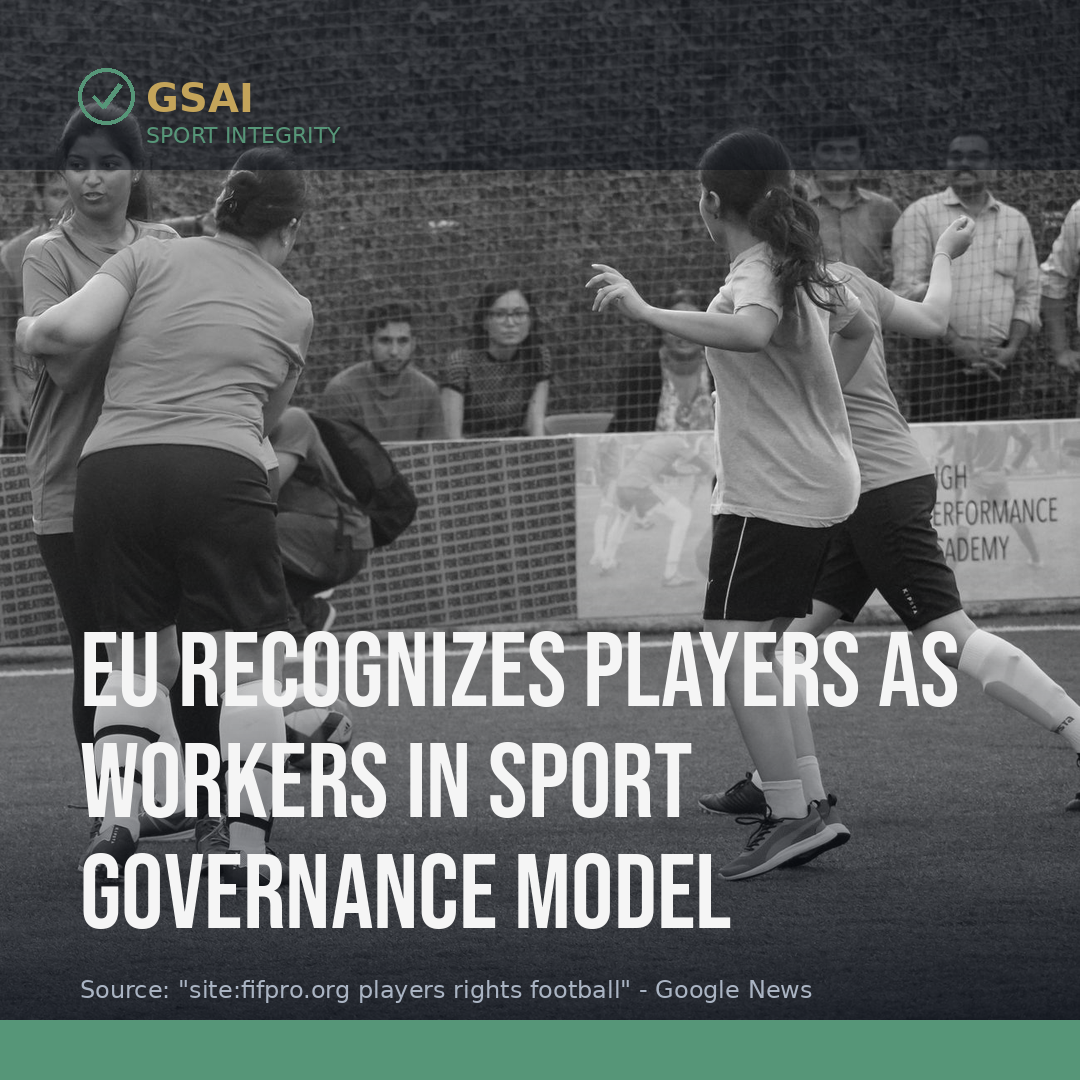 GSAI
SPORT INTEGRITY
PERFORMANCE
EU RECOGNIZES PLAYERS AS
WORKERS IN SPORT
GOVERNANCE MODEL
Source: "site:fifpro.org players rights football" - Google News